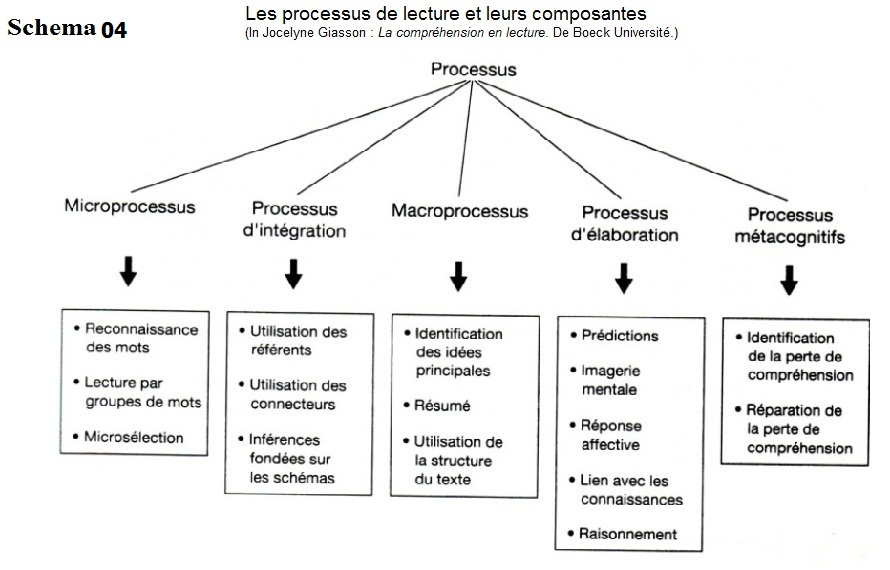 Schema 04
Les processus de lecture et leurs composantes
(In Jocelyne Giasson : La compréhension en lecture. De Boeck Université.)
Processus
Microprocessus
Processus
d'intégration
Macroprocessus
Processus
d'élaboration
Processus
métacognitifs
• Reconnaissance
des mots
• Lecture par
groupes de mots
• Microsélection
• Utilisation des
référents
• Utilisation des
connecteurs
• Inférences
fondées sur
les schémas
• Identification
des idées
principales
• Résumé
• Utilisation de
la structure
du texte
• Prédictions
• Imagerie
mentale
• Réponse
affective
• Lien avec les
connaissances
• Raisonnement
• Identification
de la perte de
compréhension
• Réparation de
la perte de
compréhension